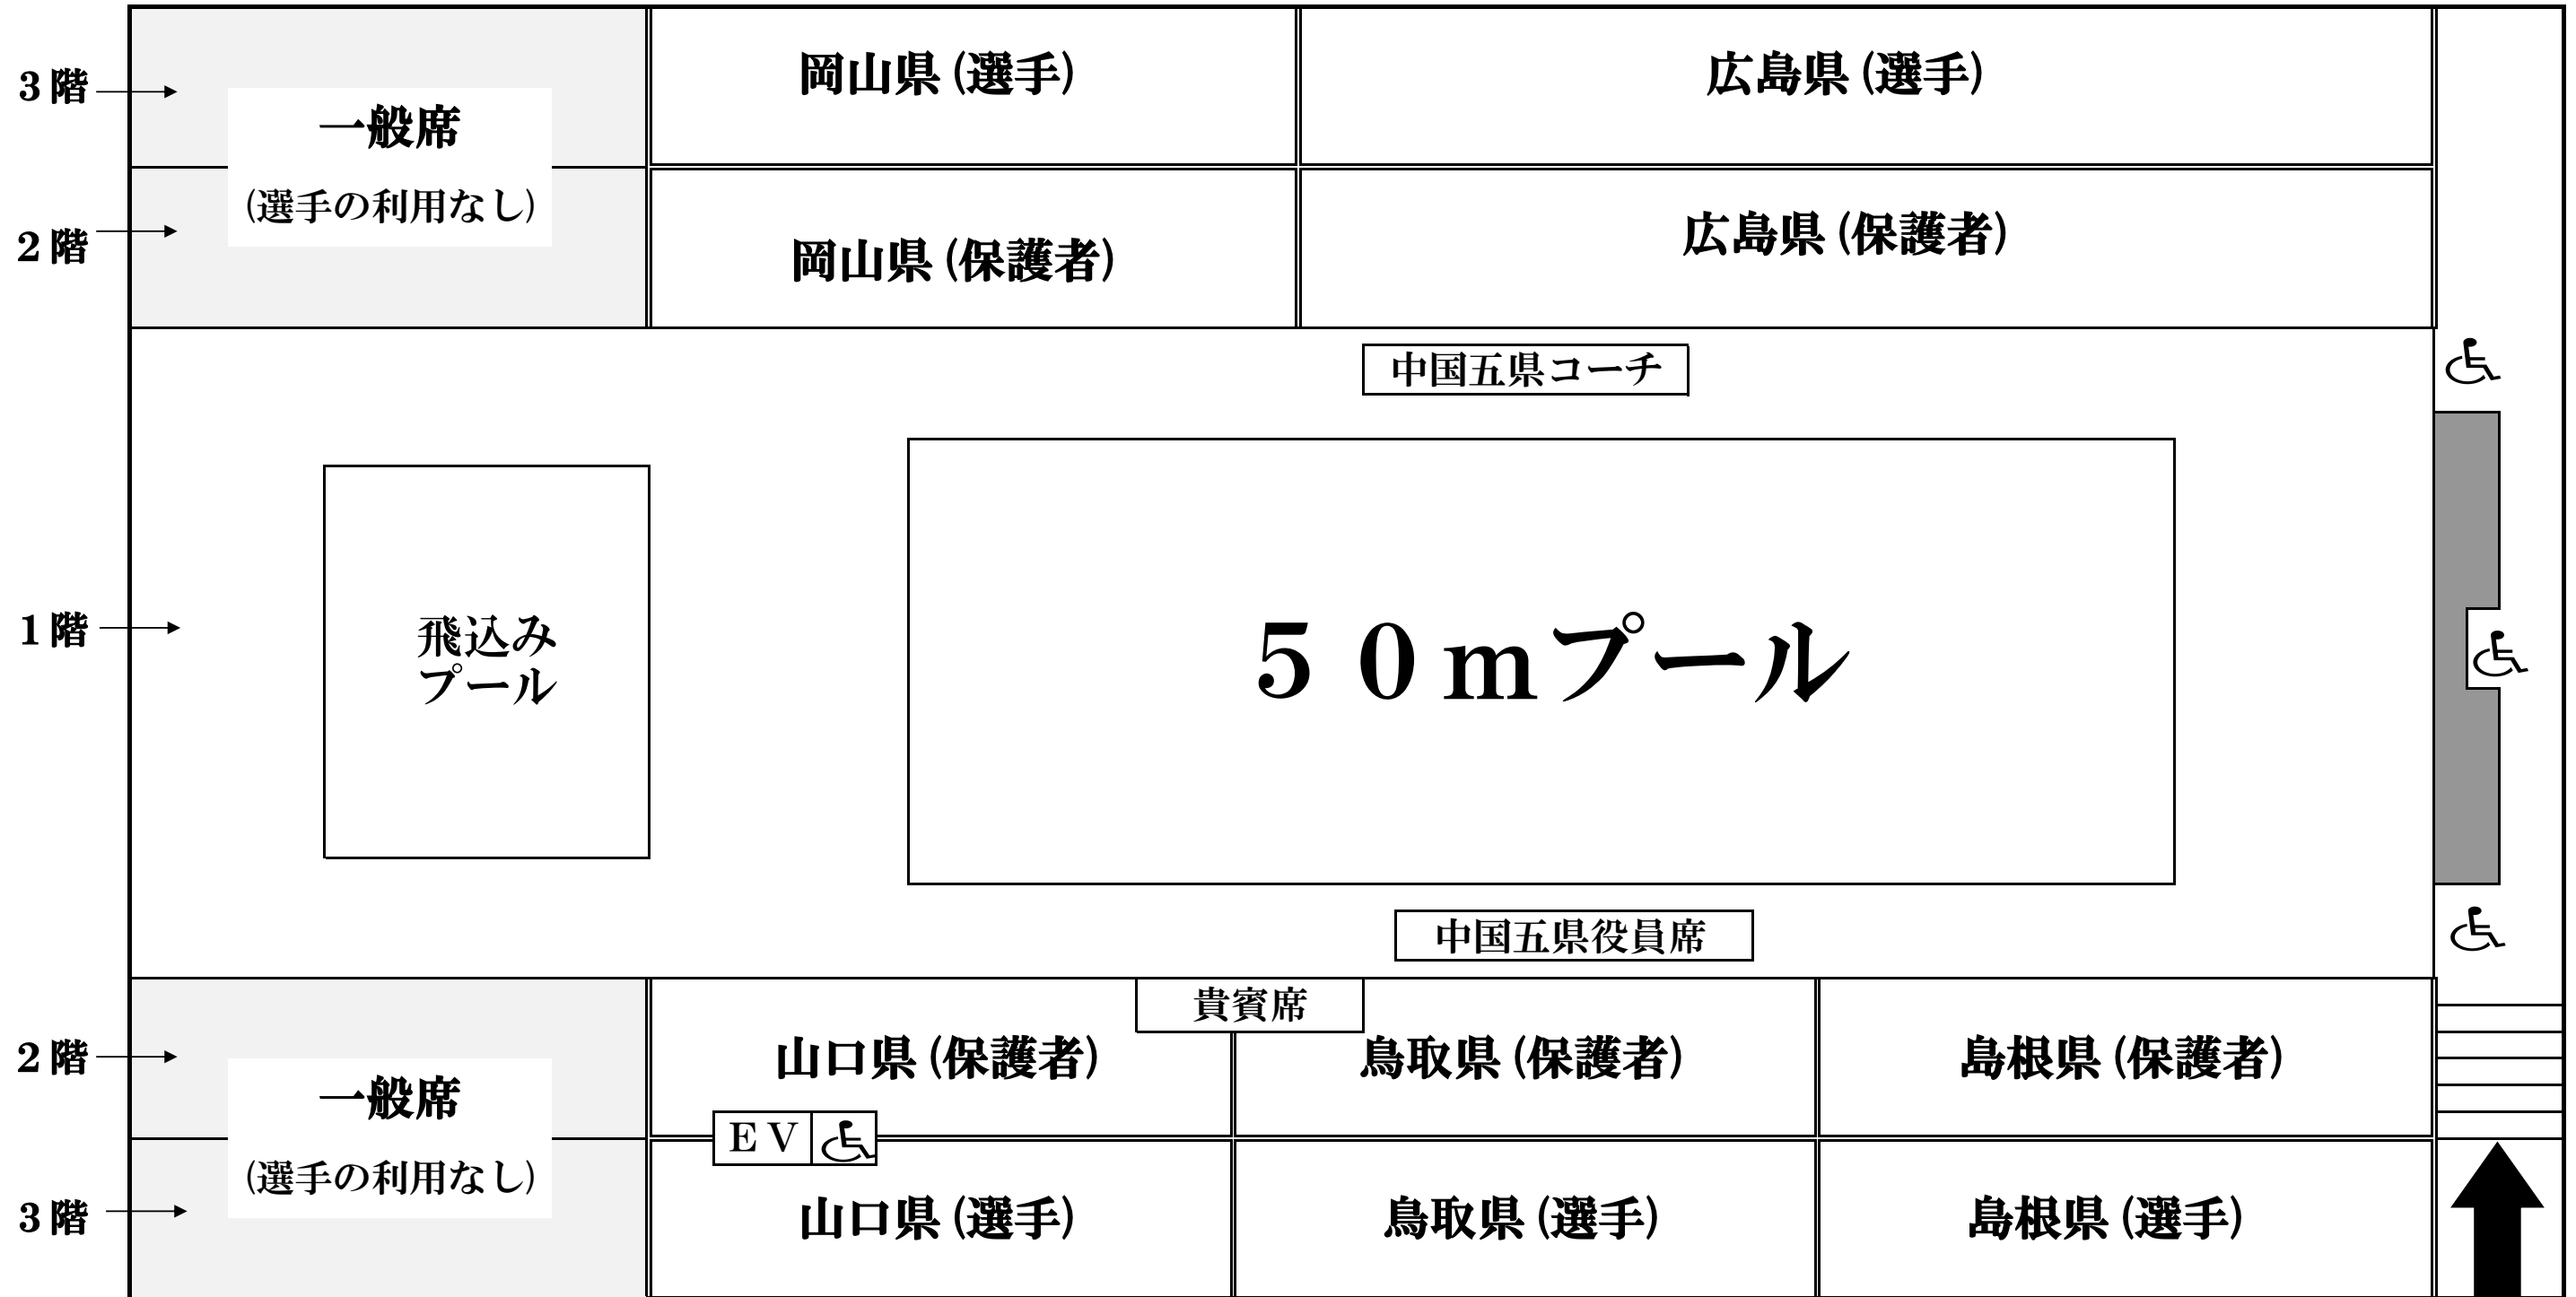 3階
2階
一般席
(選手の利用なし)
岡山県(選手)
広島県(選手)
岡山県(保護者)
広島県(保護者)
中国五県コーチ
1階
飛込み
プール
５０ｍプール
中国五県役員席
2階
3階
一般席
(選手の利用なし)
貴賓席
山口県(保護者)
鳥取県(保護者)
島根県(保護者)
ＥＶ
山口県(選手)
鳥取県(選手)
島根県(選手)